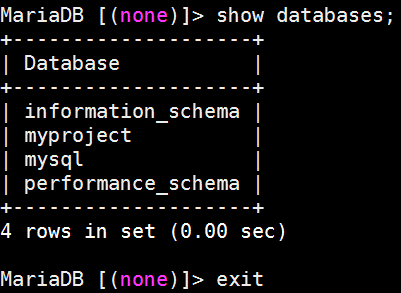 MariaDB [(none)]> show databases;
+--------------------+
| Database           |
+--------------------+
| information_schema |
| myproject          |
| mysql              |
| performance_schema |
+--------------------+
4 rows in set (0.00 sec)
MariaDB [(none)]> exit